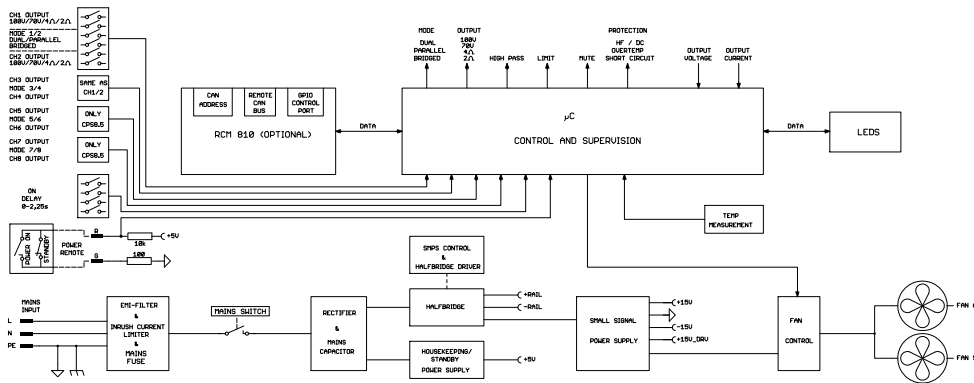 CH1 OUTPUT
100V/70V/4Ω/2Ω
MODE 1/2
DUAL/PARALLEL
BRIDGED
CH2 OUTPUT
100V/70V/4Ω/2Ω
CH3 OUTPUT
MODE 3/4
CH4 OUTPUT
SAME AS
CH1/2
CH5 OUTPUT
MODE 5/6
CH6 OUTPUT
ONLY
CPS8.5
CH7 OUTPUT
MODE 7/8
CH8 OUTPUT
ONLY
CPS8.5
ON
DELAY
0-2,25s
POWER ON
STANDBY
POWER
REMOTE
R
G
10k
100
+5V
CAN
ADDRESS
REMOTE
CAN
BUS
GPIO
CONTROL
PORT
RCM 810 (OPTIONAL)
DATA
MODE
DUAL
PARALLEL
BRIDGED
OUTPUT
100V
70V
4Ω
2Ω
HIGH PASS
LIMIT
MUTE
PROTECTION
HF / DC
OVERTEMP
SHORT CIRCUIT
OUTPUT
VOLTAGE
OUTPUT
CURRENT
µC
CONTROL AND SUPERVISION
DATA
LEDS
TEMP
MEASUREMENT
SMPS CONTROL
&
HALFBRIDGE DRIVER
MAINS
INPUT
L
N
PE
EMI-FILTER
&
INRUSH CURRENT
LIMITER
&
MAINS
FUSE
MAINS SWITCH
RECTIFIER
&
MAINS
CAPACITOR
HALFBRIDGE
+RAIL
-RAIL
HOUSEKEEPING/
STANDBY
POWER SUPPLY
+5V
SMALL SIGNAL
POWER SUPPLY
+15V
-15V
+15V_DRV
FAN
CONTROL
FAN
FAN